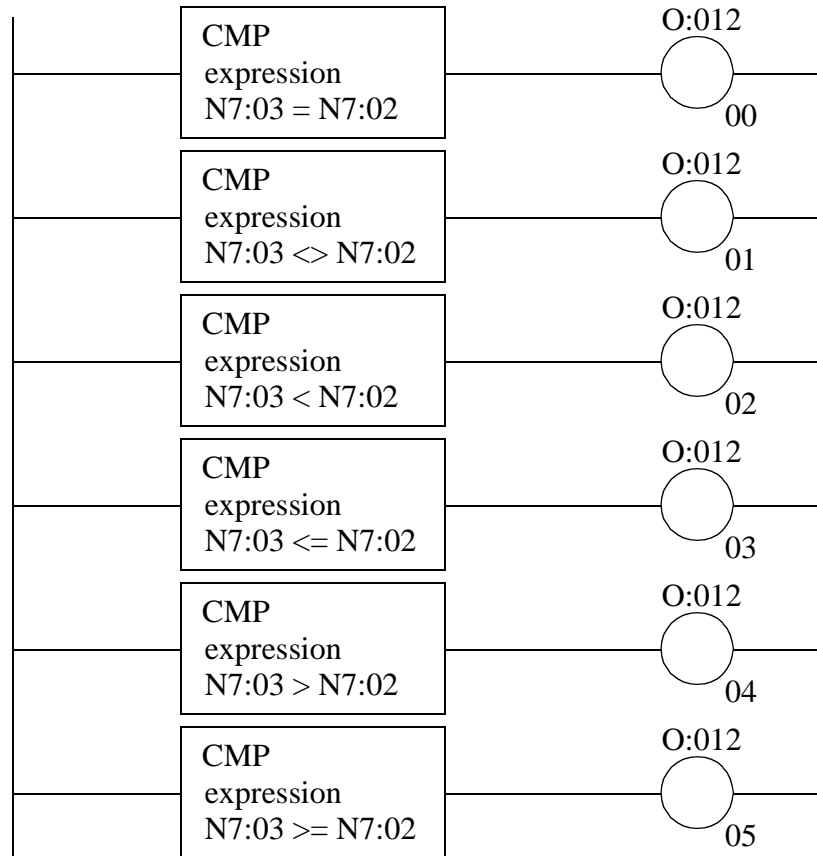 CMP
expression
N7:03 = N7:02
O:012
00
CMP
expression
N7:03 <> N7:02
O:012
01
CMP
expression
N7:03 < N7:02
O:012
02
CMP
expression
N7:03 <= N7:02
O:012
03
CMP
expression
N7:03 > N7:02
O:012
04
CMP
expression
N7:03 >= N7:02
O:012
05